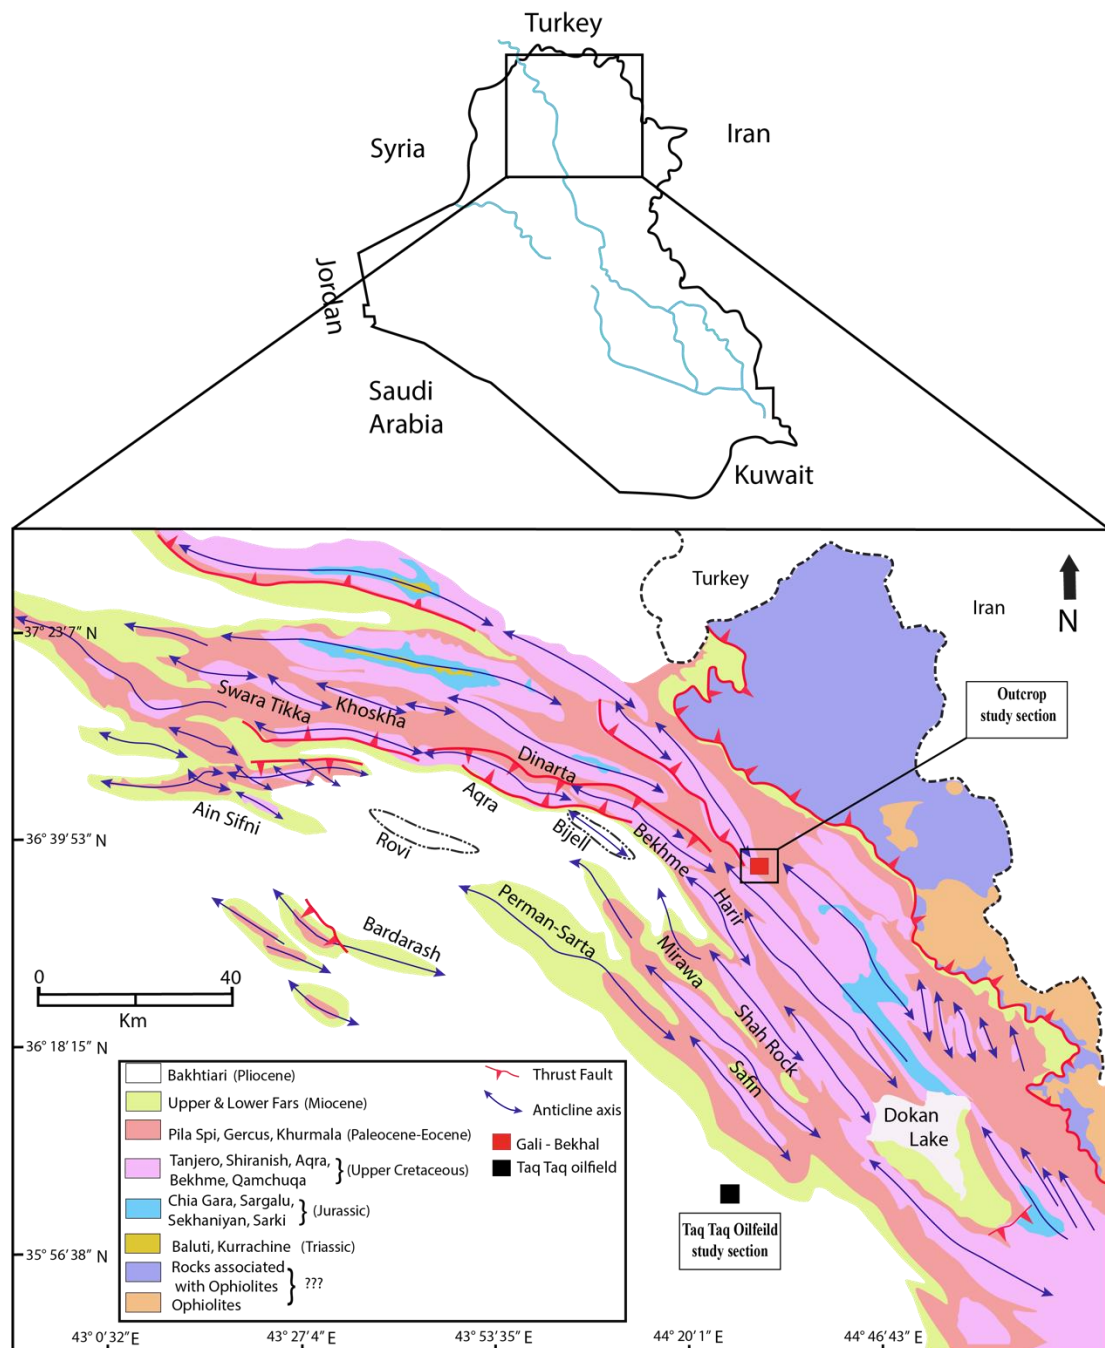 Turkey
Syria
Iran
Jordan
Saudi
Arabia
Kuwait
Turkey
Iran
N
37°23′7″ N
Outcrop
study section
Swara Tikka
Khoskha
Dinarta
Aqra
Ain Sifni
36°39′53″ N
Rovi
Bijell
Bekhme
Harir
Perman-Sarta
Bardarash
Mirawa
0 40
Km
Shah Rock
36°18′15″ N
Safin
Dokan
Lake
Bakhtiari (Pliocene)
Upper & Lower Fars (Miocene)
Pila Spi, Gercus, Khurmala (Paleocene-Eocene)
Tanjero, Shiranish, Aqra,
Bekhme, Qamchuqa } (Upper Cretaceous)
Chia Gara, Sargalu,
Sekhaniyan, Sarki } (Jurassic)
Baluti, Kurrachine (Triassic)
Rocks associated
with Ophiolites
Ophiolites } ???
Thrust Fault
Anticline axis
Gali - Bekhal
Taq Taq oilfield
Taq Taq Oilfeild
study section
35°56′38″ N
43°0′32″ E 43°27′4″ E 43°53′35″ E 44°20′1″ E 44°46′43″ E